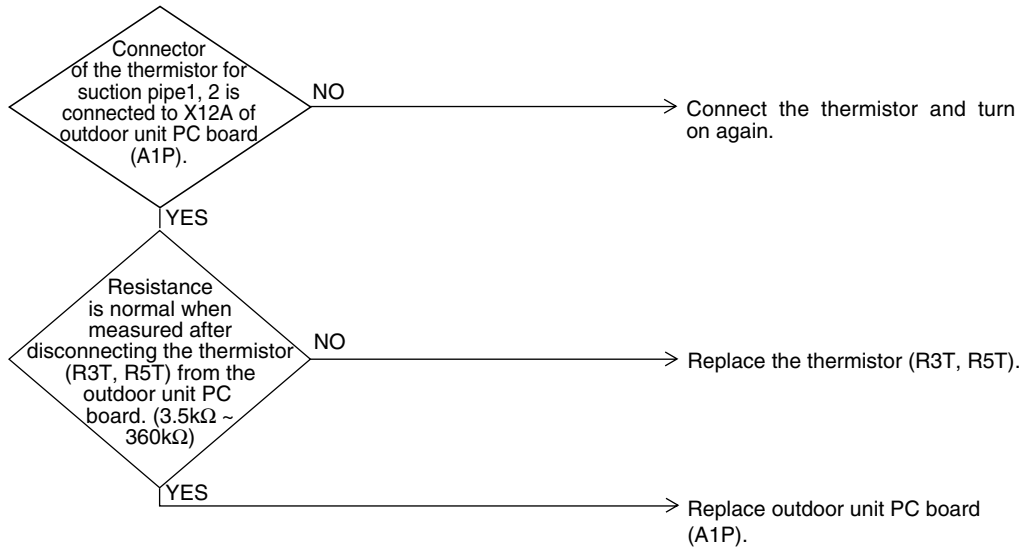 Connector
of the thermistor for
suction pipe1, 2 is
connected to X12A of
outdoor unit PC board
(A1P).
NO
Connect the thermistor and turn
on again.
YES
Resistance
is normal when
measured after
disconnecting the thermistor
(R3T, R5T) from the
outdoor unit PC
board. (3.5kΩ ~
360kΩ)
NO
Replace the thermistor (R3T, R5T).
YES
Replace outdoor unit PC board
(A1P).